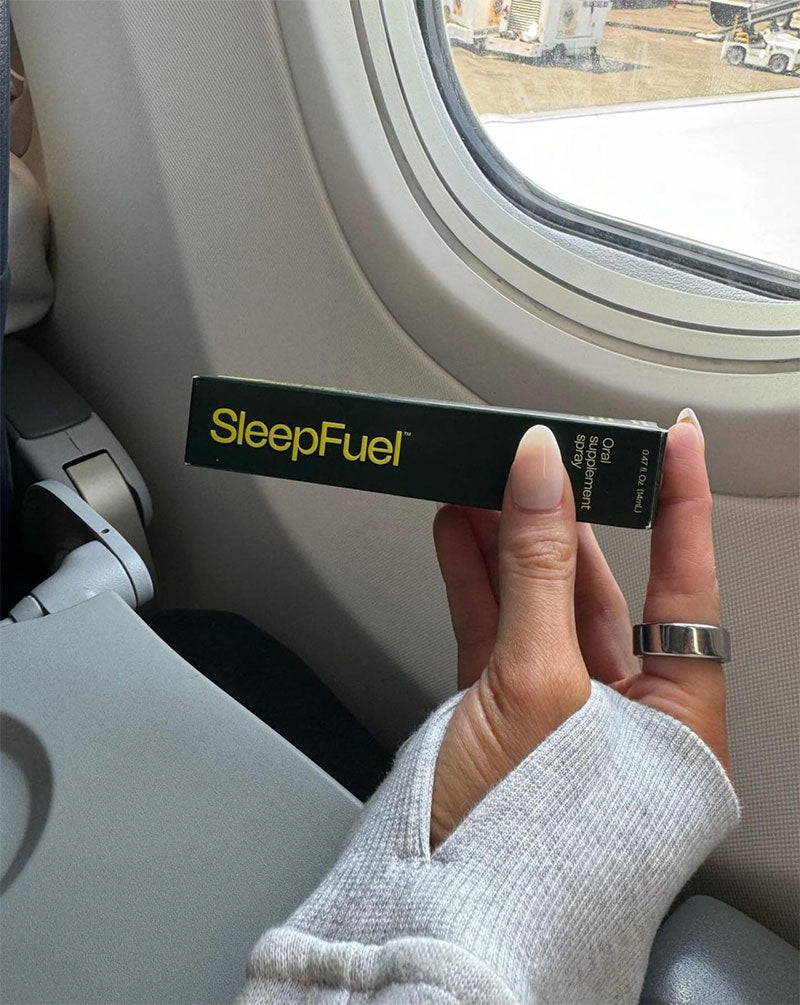 SleepFuel™
Oral
supplement
spray
0.47 fl. Oz (14mL)